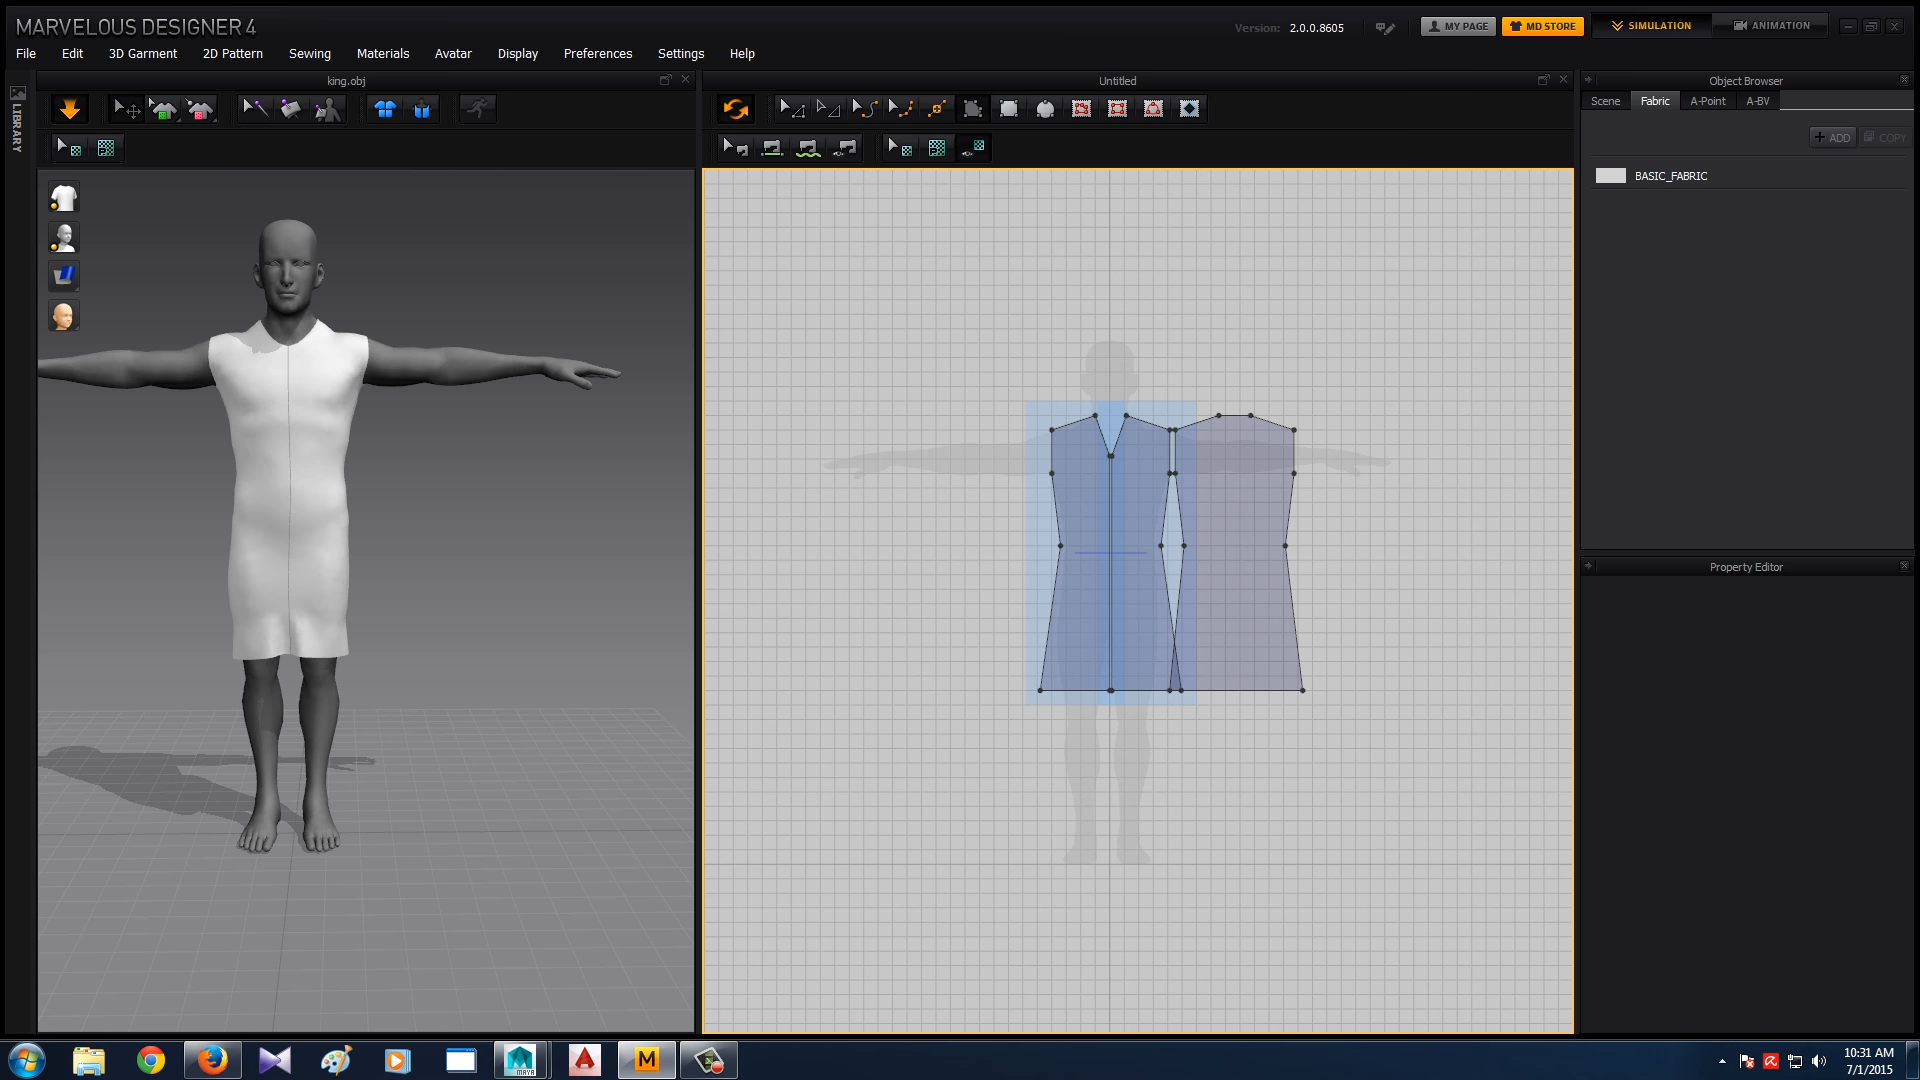 MARVELOUS DESIGNER 4
Version: 2.0.0.8605
MY PAGE
MD STORE
SIMULATION
ANIMATION
File Edit 3D Garment 2D Pattern Sewing Materials Avatar Display Preferences Settings Help
king.obj
Untitled
Object Browser
LIBRARY
Scene Fabric A-Point A-BV
+ ADD COPY
BASIC_FABRIC
Property Editor
MAYA
M
10:31 AM
7/1/2015